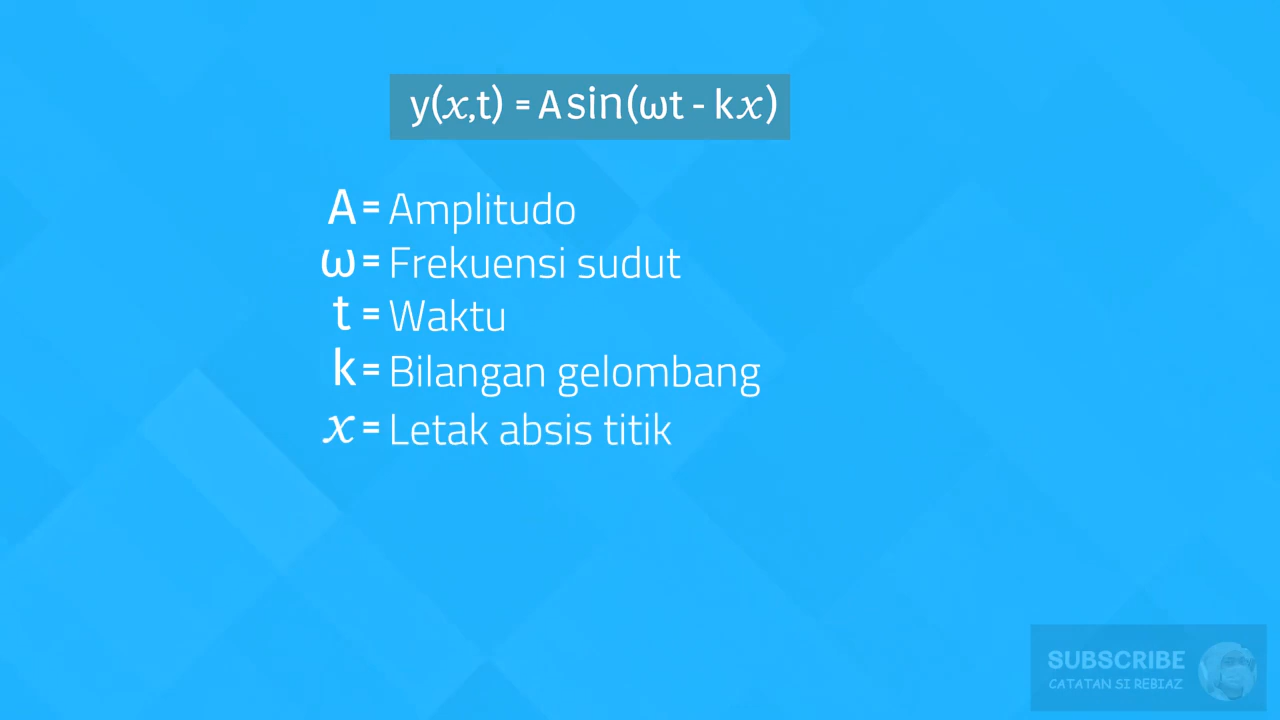 y(x,t) = A sin(ωt - kx)
A = Amplitudo
ω = Frekuensi sudut
t = Waktu
k = Bilangan gelombang
x = Letak absis titik
SUBSCRIBE
CATATAN SI REBIAZ